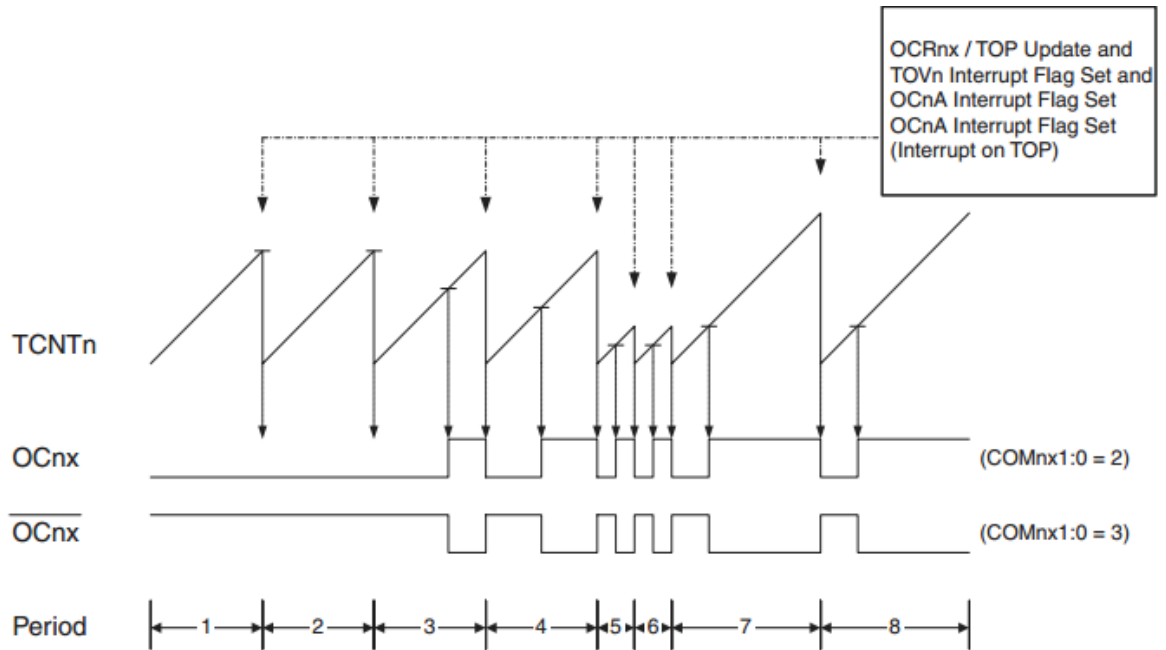 OCRnx / TOP Update and
TOVn Interrupt Flag Set and
OCnA Interrupt Flag Set
OCnA Interrupt Flag Set
(Interrupt on TOP)
TCNTn
OCnx (COMnx1:0 = 2)
OCnx (COMnx1:0 = 3)
Period 1 2 3 4 5 6 7 8